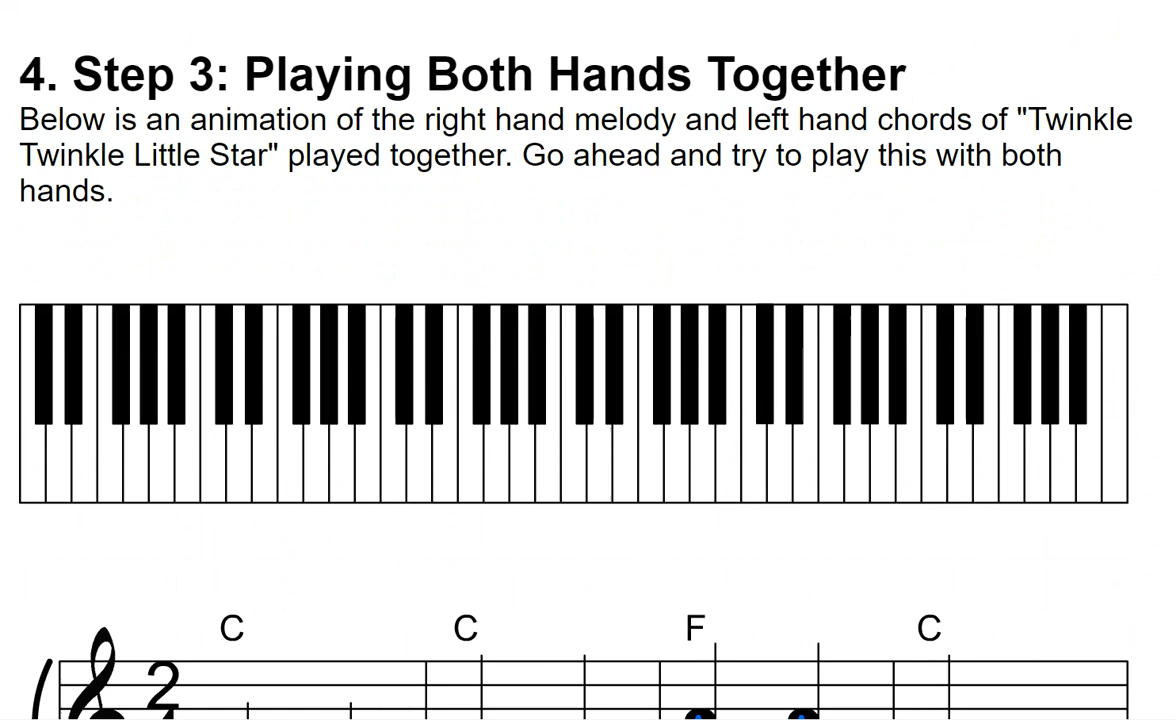 4. Step 3: Playing Both Hands Together
Below is an animation of the right hand melody and left hand chords of "Twinkle
Twinkle Little Star" played together. Go ahead and try to play this with both
hands.
C C F C
2